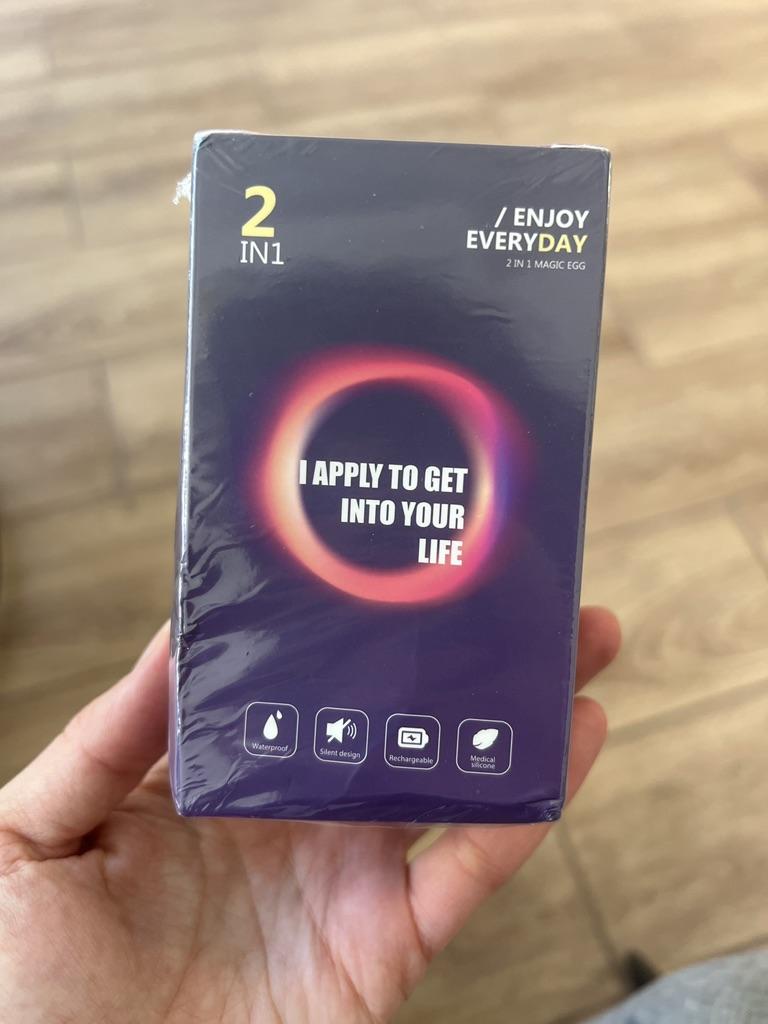 2
IN1
/ ENJOY
EVERYDAY
2 IN 1 MAGIC EGG
I APPLY TO GET
INTO YOUR
LIFE
Waterproof
Silent design
Rechargeable
Medical
silicone